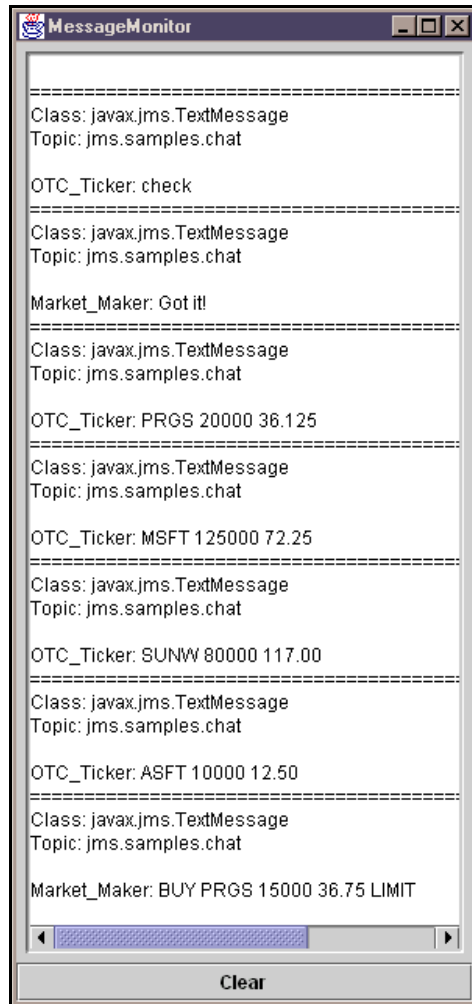 MessageMonitor
=============================================
Class: javax.jms.TextMessage
Topic: jms.samples.chat
OTC_Ticker: check
=============================================
Class: javax.jms.TextMessage
Topic: jms.samples.chat
Market_Maker: Got it!
=============================================
Class: javax.jms.TextMessage
Topic: jms.samples.chat
OTC_Ticker: PRGS 20000 36.125
=============================================
Class: javax.jms.TextMessage
Topic: jms.samples.chat
OTC_Ticker: MSFT 125000 72.25
=============================================
Class: javax.jms.TextMessage
Topic: jms.samples.chat
OTC_Ticker: SUNW 80000 117.00
=============================================
Class: javax.jms.TextMessage
Topic: jms.samples.chat
OTC_Ticker: ASFT 10000 12.50
=============================================
Class: javax.jms.TextMessage
Topic: jms.samples.chat
Market_Maker: BUY PRGS 15000 36.75 LIMIT
Clear